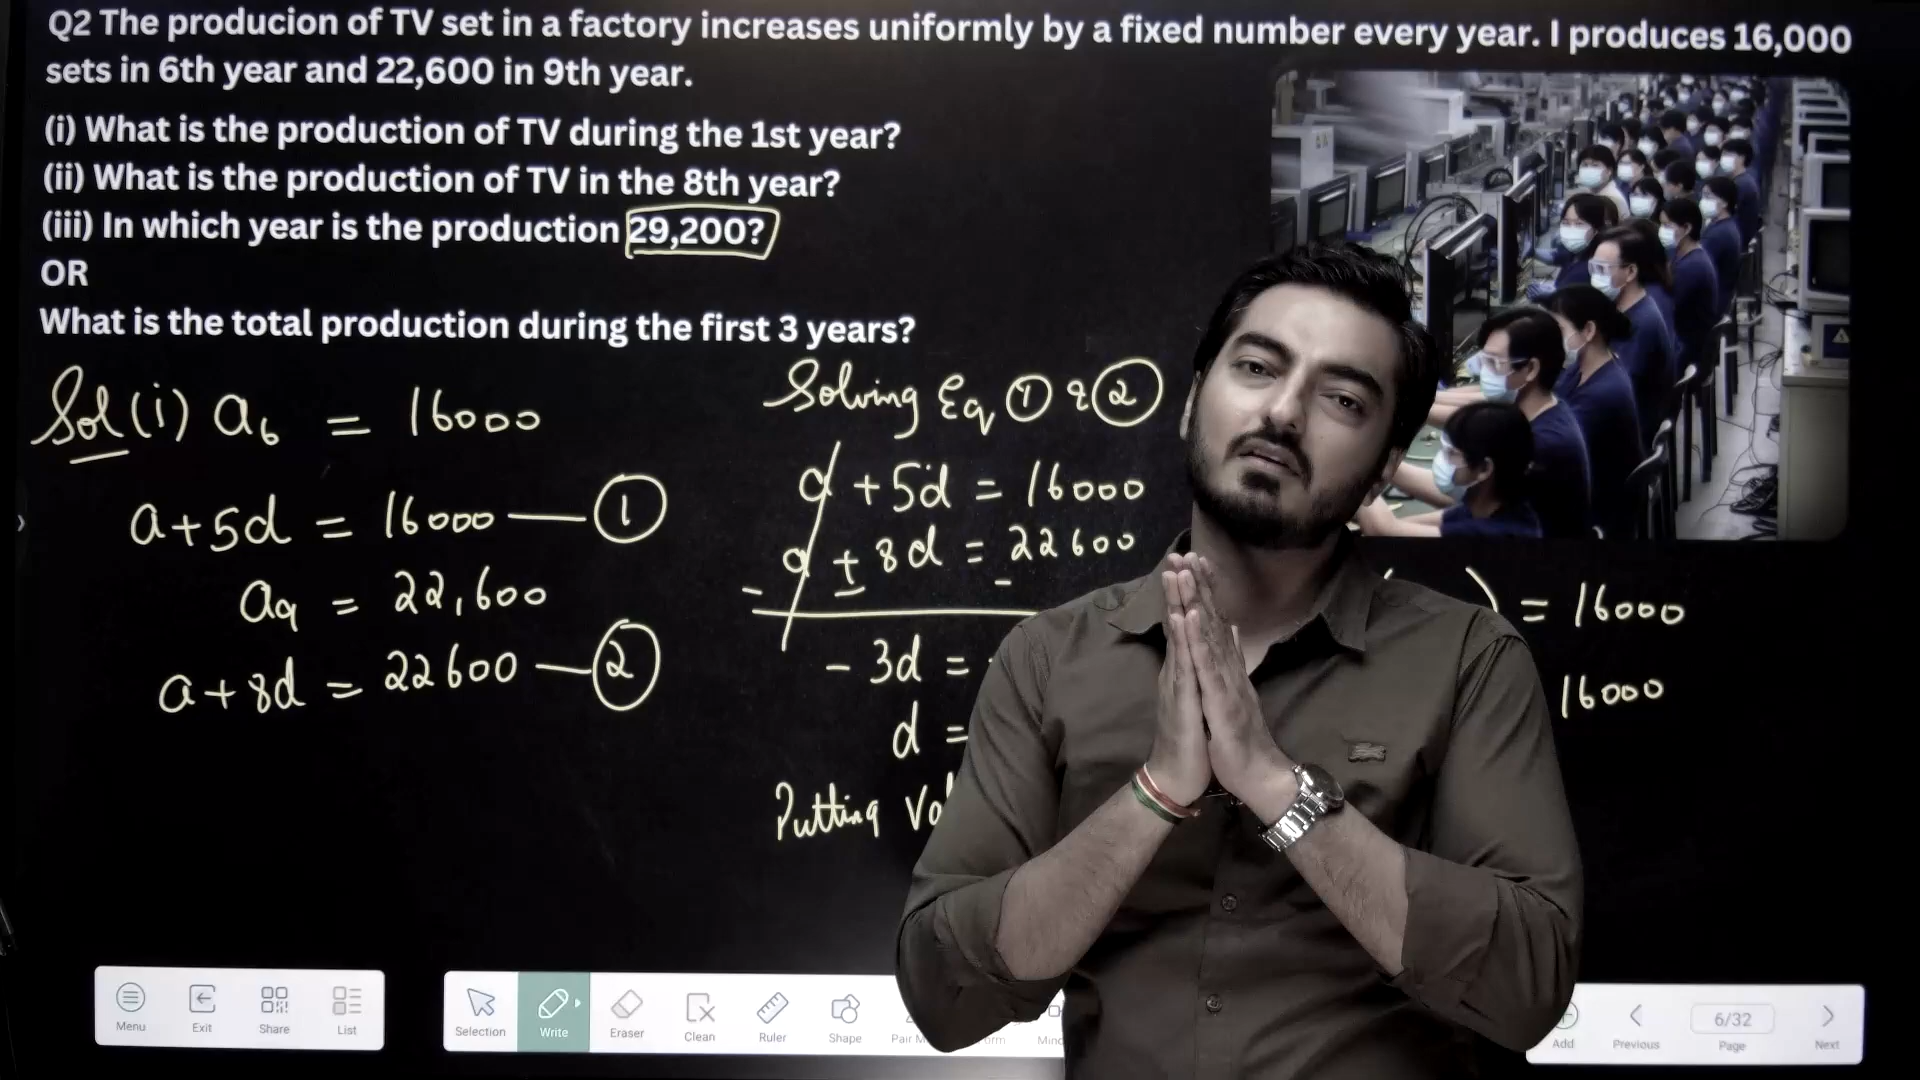 Q2 The producion of TV set in a factory increases uniformly by a fixed number every year. I produces 16,000
sets in 6th year and 22,600 in 9th year.
(i) What is the production of TV during the 1st year?
(ii) What is the production of TV in the 8th year?
(iii) In which year is the production 29,200?
OR
What is the total production during the first 3 years?
Sol (i) a₆ = 16000
a+5d = 16000 — ①
a₉ = 22,600
a+8d = 22600 — ②
Solving Eq ① & ②
a + 5d = 16000
a ± 8d = 22600
- -
- 3d =
d =
Putting
) = 16000
16000
Menu
Exit
Share
List
Selection
Write
Eraser
Clean
Ruler
Shape
Add
Previous
6/32
Page
Next